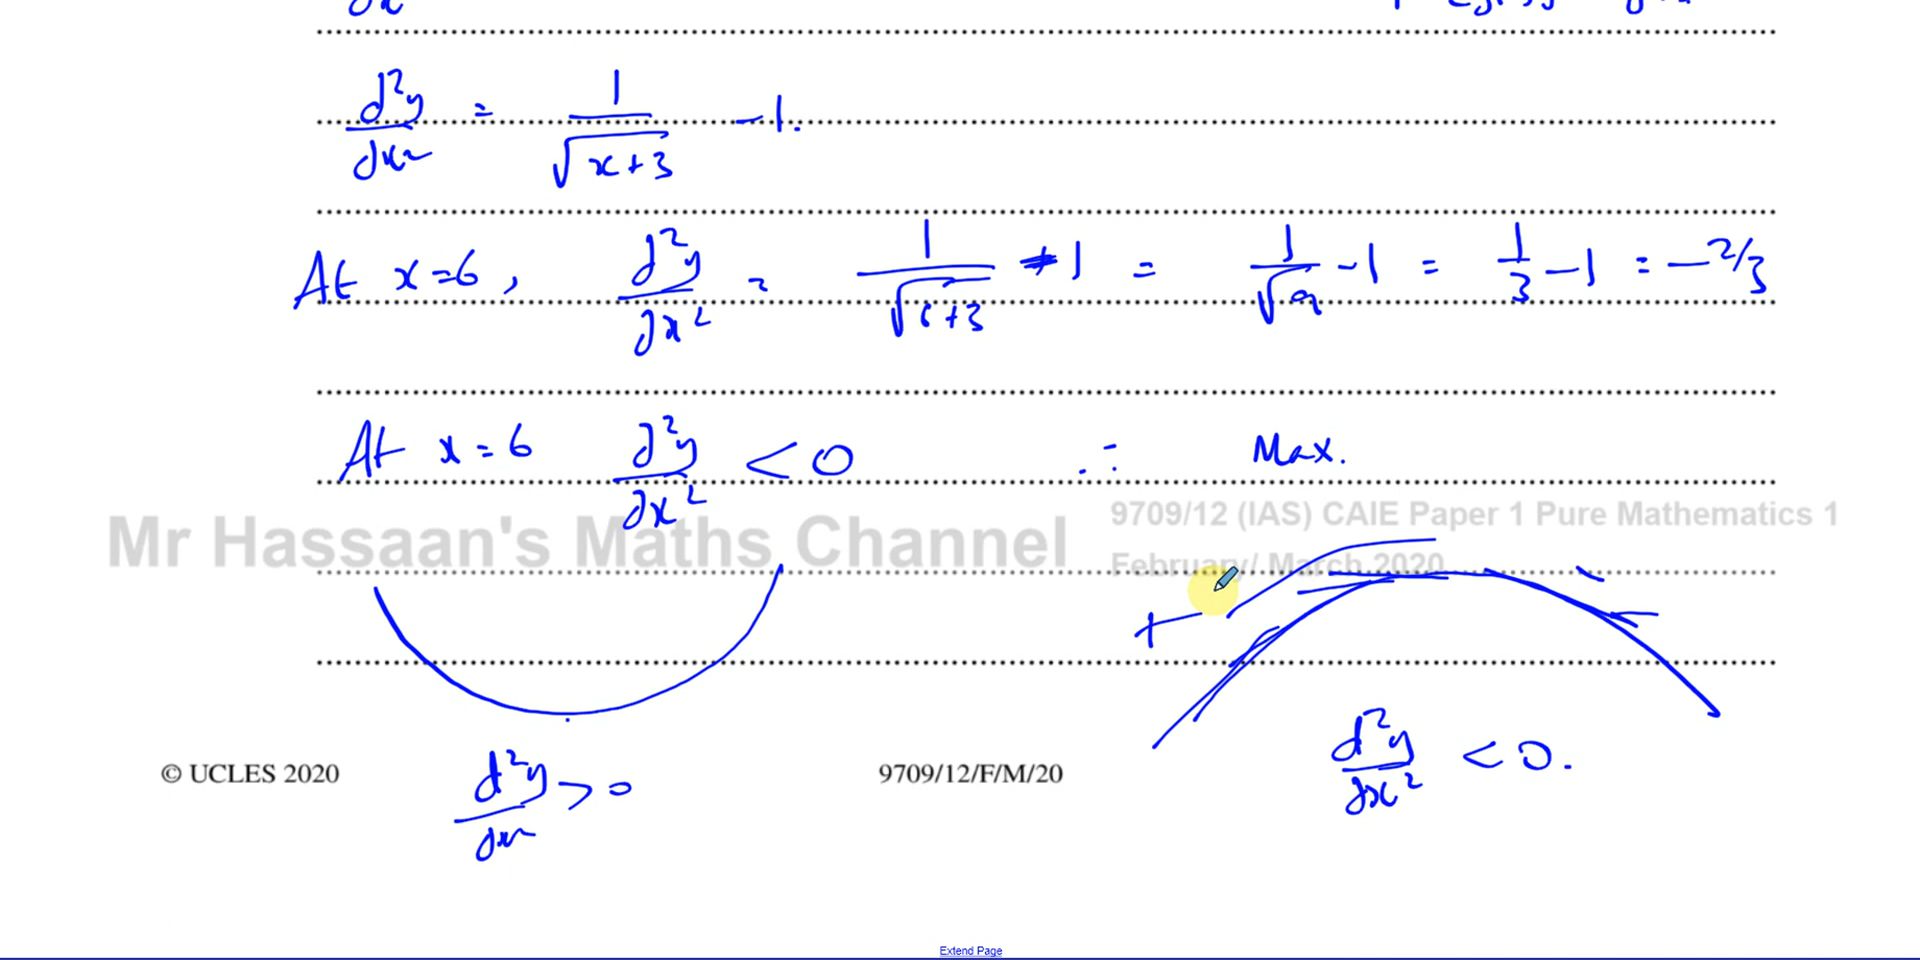 d²y/dx² = 1/√(x+3) - 1.
At x=6, d²y/dx² = 1/√(6+3) - 1 = 1/√9 - 1 = 1/3 - 1 = -2/3
At x=6 d²y/dx² < 0 ∴ Max.
Mr Hassaan's Maths Channel
9709/12 (IAS) CAIE Paper 1 Pure Mathematics 1
February/ March 2020
+
d²y/dx² > 0
d²y/dx² < 0.
© UCLES 2020 9709/12/F/M/20
Extend Page